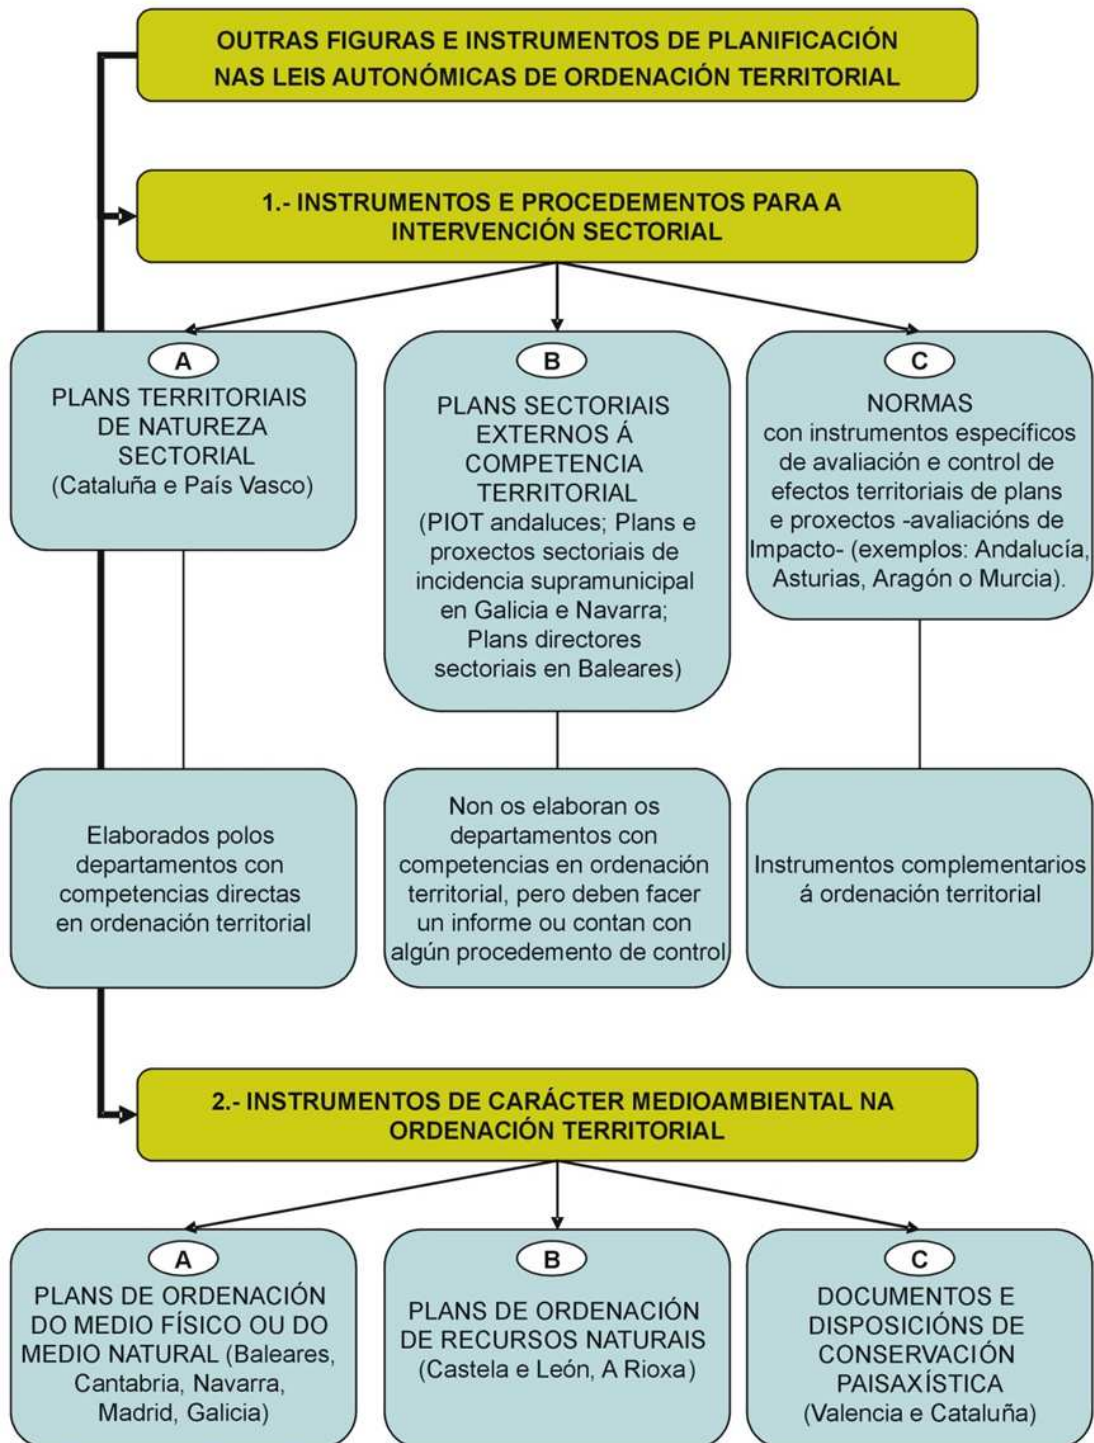 OUTRAS FIGURAS E INSTRUMENTOS DE PLANIFICACIÓN
NAS LEIS AUTONÓMICAS DE ORDENACIÓN TERRITORIAL
1.- INSTRUMENTOS E PROCEDEMENTOS PARA A
INTERVENCIÓN SECTORIAL
A
PLANS TERRITORIAIS
DE NATUREZA
SECTORIAL
(Cataluña e País Vasco)
B
PLANS SECTORIAIS
EXTERNOS Á
COMPETENCIA
TERRITORIAL
(PIOT andaluces; Plans e
proxectos sectoriais de
incidencia supramunicipal
en Galicia e Navarra;
Plans directores
sectoriais en Baleares)
C
NORMAS
con instrumentos específicos
de avaliación e control de
efectos territoriais de plans
e proxectos -avaliacións de
Impacto- (exemplos: Andalucía,
Asturias, Aragón o Murcia).
Elaborados polos
departamentos con
competencias directas
en ordenación territorial
Non os elaboran os
departamentos con
competencias en ordenación
territorial, pero deben facer
un informe ou contan con
algún procedemento de control
Instrumentos complementarios
á ordenación territorial
2.- INSTRUMENTOS DE CARÁCTER MEDIOAMBIENTAL NA
ORDENACIÓN TERRITORIAL
A
PLANS DE ORDENACIÓN
DO MEDIO FÍSICO OU DO
MEDIO NATURAL (Baleares,
Cantabria, Navarra,
Madrid, Galicia)
B
PLANS DE ORDENACIÓN
DE RECURSOS NATURAIS
(Castela e León, A Rioxa)
C
DOCUMENTOS E
DISPOSICIÓNS DE
CONSERVACIÓN
PAISAXÍSTICA
(Valencia e Cataluña)